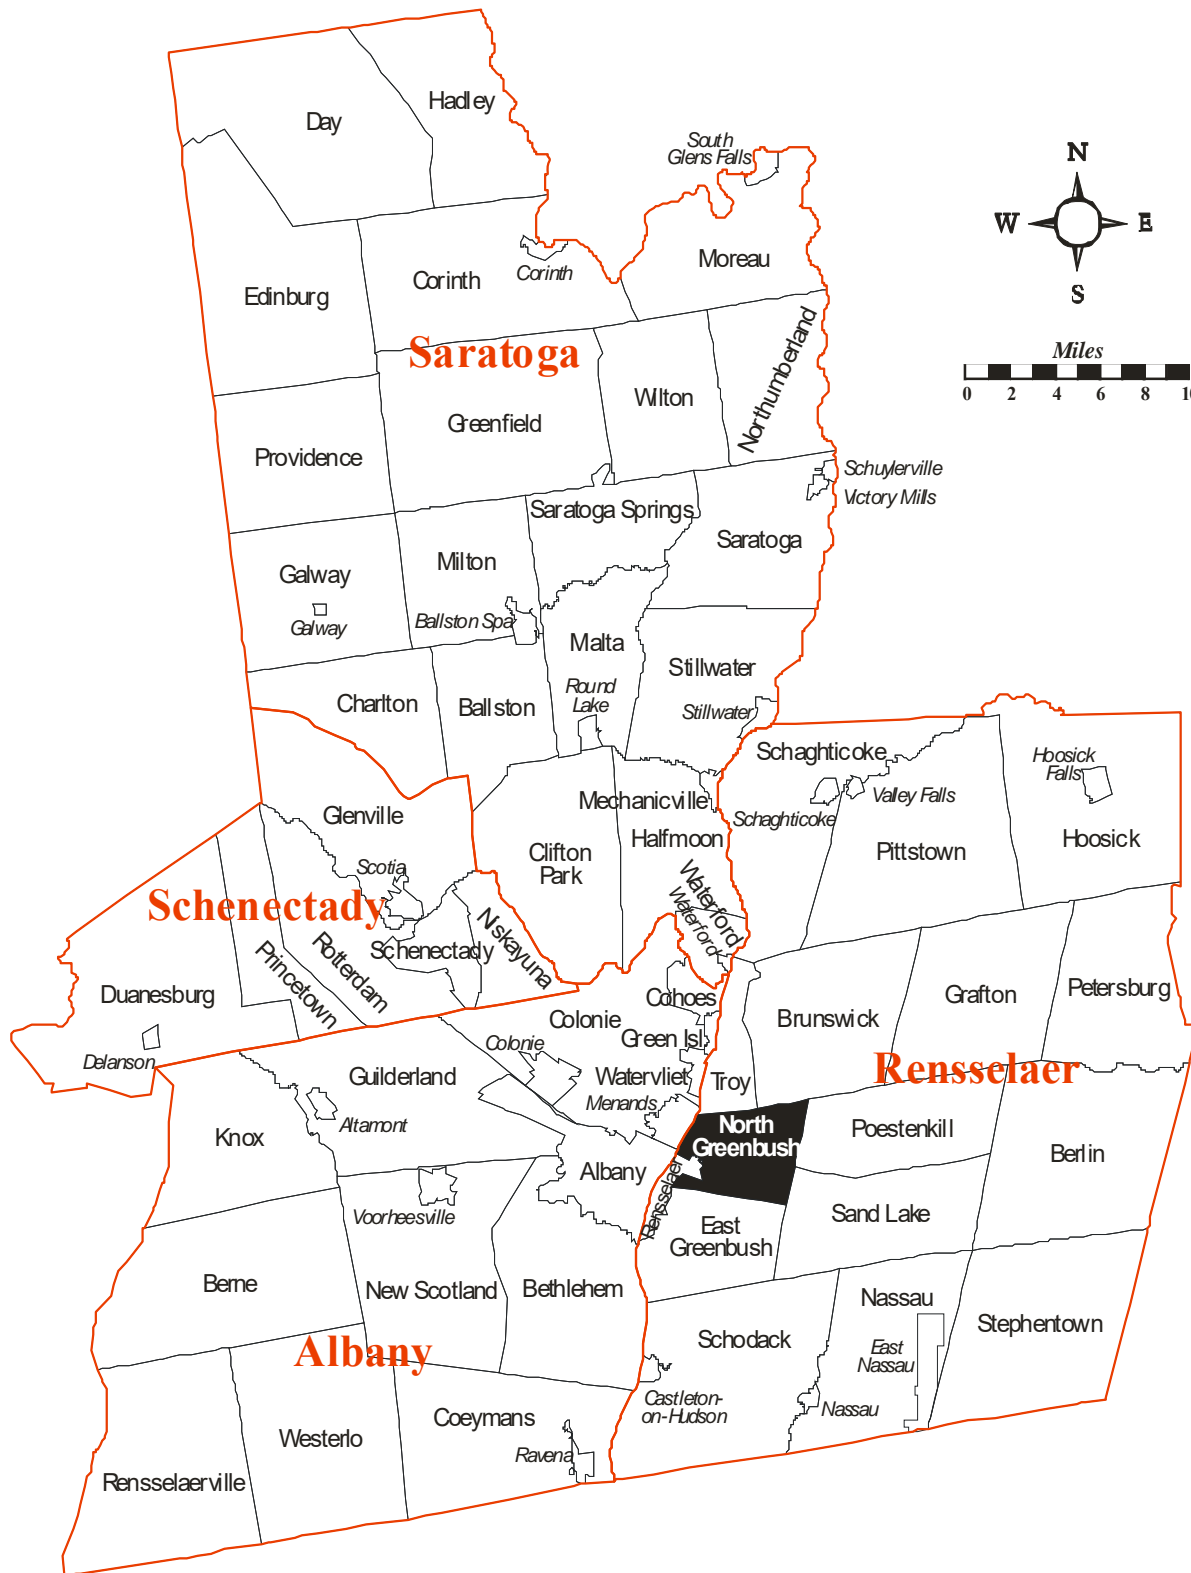 Hadley
Day
South
Glens Falls
N
W
E
S
Moreau
Corinth
Corinth
Edinburg
Saratoga
Northumberland
Miles
0 2 4 6 8 10
Wilton
Greenfield
Providence
Schuylerville
Victory Mills
Saratoga Springs
Saratoga
Milton
Galway
Galway
Ballston Spa
Malta
Stillwater
Round
Lake
Stillwater
Charlton
Ballston
Schaghticoke
Hoosick
Falls
Valley Falls
Schaghticoke
Mechanicville
Glenville
Halfmoon
Hoosick
Pittstown
Clifton
Park
Scotia
Waterford
Waterford
Schenectady
Schenectady
Niskayuna
Rotterdam
Princetown
Duanesburg
Delanson
Cohoes
Colonie
Green Isl.
Colonie
Watervliet
Menands
Brunswick
Grafton
Petersburg
Rensselaer
Troy
Guilderland
Altamont
Knox
North
Greenbush
Poestenkill
Berlin
Albany
Rensselaer
Voorheesville
Sand Lake
East
Greenbush
Berne
New Scotland
Bethlehem
Nassau
Stephentown
Schodack
East
Nassau
Albany
Castleton-
on-Hudson
Nassau
Coeymans
Westerlo
Ravena
Rensselaerville